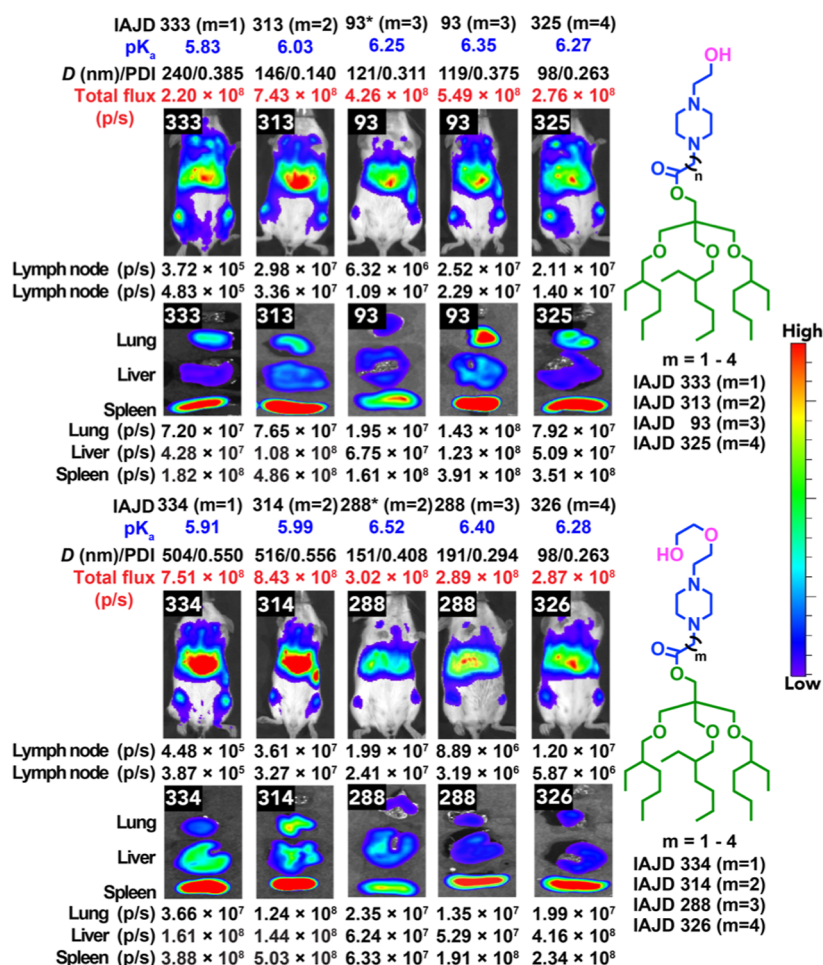 IAJD 333 (m=1) 313 (m=2) 93* (m=3) 93 (m=3) 325 (m=4)
pKa 5.83 6.03 6.25 6.35 6.27
D (nm)/PDI 240/0.385 146/0.140 121/0.311 119/0.375 98/0.263
Total flux 2.20 × 10⁸ 7.43 × 10⁸ 4.26 × 10⁸ 5.49 × 10⁸ 2.76 × 10⁸
(p/s)
333 313 93 93 325
Lymph node (p/s) 3.72 × 10⁵ 2.98 × 10⁷ 6.32 × 10⁶ 2.52 × 10⁷ 2.11 × 10⁷
Lymph node (p/s) 4.83 × 10⁵ 3.36 × 10⁷ 1.09 × 10⁷ 2.29 × 10⁷ 1.40 × 10⁷
333 313 93 93 325
Lung
Liver
Spleen
Lung (p/s) 7.20 × 10⁷ 7.65 × 10⁷ 1.95 × 10⁷ 1.43 × 10⁸ 7.92 × 10⁷
Liver (p/s) 4.28 × 10⁷ 1.08 × 10⁸ 6.75 × 10⁷ 1.23 × 10⁸ 5.09 × 10⁷
Spleen (p/s) 1.82 × 10⁸ 4.86 × 10⁸ 1.61 × 10⁸ 3.91 × 10⁸ 3.51 × 10⁸
OH
N
N
O
n
O
O O O
m = 1 - 4
IAJD 333 (m=1)
IAJD 313 (m=2)
IAJD 93 (m=3)
IAJD 325 (m=4)
High
Low
IAJD 334 (m=1) 314 (m=2) 288* (m=2) 288 (m=3) 326 (m=4)
pKa 5.91 5.99 6.52 6.40 6.28
D (nm)/PDI 504/0.550 516/0.556 151/0.408 191/0.294 98/0.263
Total flux 7.51 × 10⁸ 8.43 × 10⁸ 3.02 × 10⁸ 2.89 × 10⁸ 2.87 × 10⁸
(p/s)
334 314 288 288 326
Lymph node (p/s) 4.48 × 10⁵ 3.61 × 10⁷ 1.99 × 10⁷ 8.89 × 10⁶ 1.20 × 10⁷
Lymph node (p/s) 3.87 × 10⁵ 3.27 × 10⁷ 2.41 × 10⁷ 3.19 × 10⁶ 5.87 × 10⁶
334 314 288 288 326
Lung
Liver
Spleen
Lung (p/s) 3.66 × 10⁷ 1.24 × 10⁸ 2.35 × 10⁷ 1.35 × 10⁷ 1.99 × 10⁷
Liver (p/s) 1.61 × 10⁸ 1.44 × 10⁸ 6.24 × 10⁷ 5.29 × 10⁷ 4.16 × 10⁸
Spleen (p/s) 3.88 × 10⁸ 5.03 × 10⁸ 6.33 × 10⁷ 1.91 × 10⁸ 2.34 × 10⁸
O
HO
N
N
O
m
O
O O O
m = 1 - 4
IAJD 334 (m=1)
IAJD 314 (m=2)
IAJD 288 (m=3)
IAJD 326 (m=4)